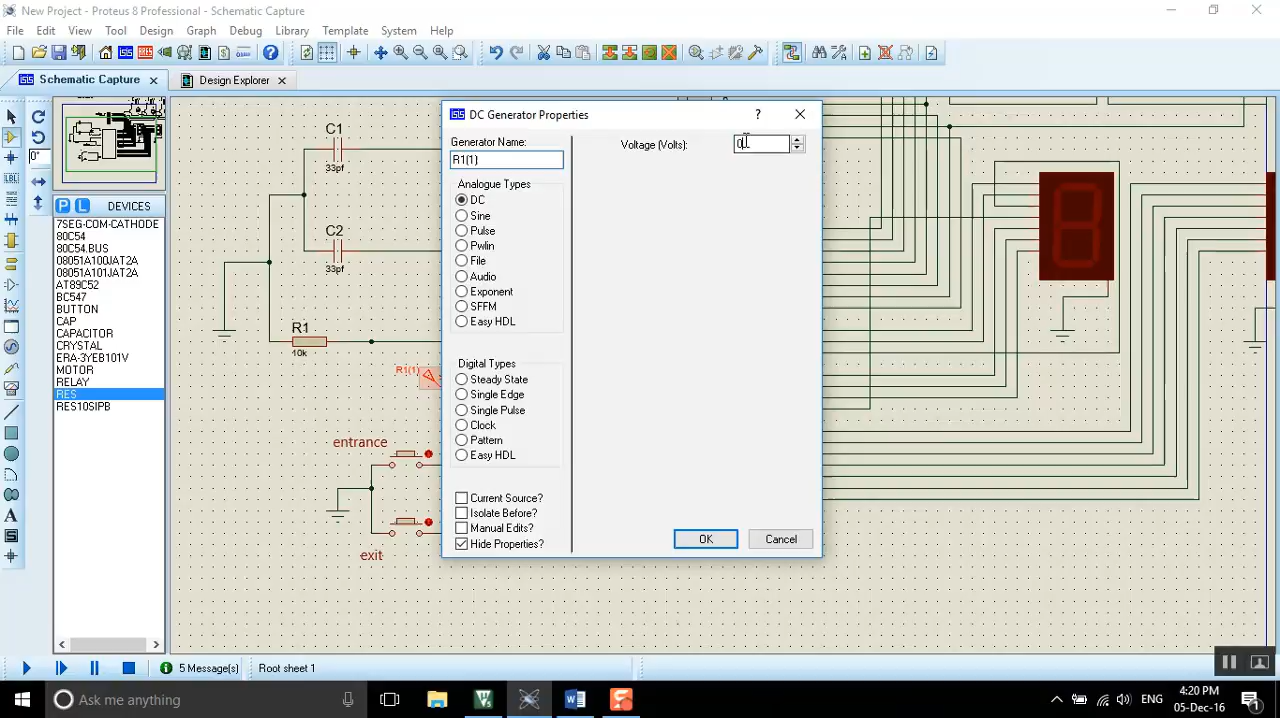 New Project - Proteus 8 Professional - Schematic Capture
File Edit View Tool Design Graph Debug Library Template System Help
Schematic Capture
Design Explorer
DC Generator Properties
?
0°
LBL
P L DEVICES
7SEG-COM-CATHODE
80C54
80C54.BUS
08051A100JAT2A
08051A101JAT2A
AT89C52
BC547
BUTTON
CAP
CAPACITOR
CRYSTAL
ERA-3YEB101V
MOTOR
RELAY
RES
RES10SIPB
C1
33pf
C2
33pf
R1
10k
R1(1)
entrance
exit
Generator Name:
R1(1)
Analogue Types
DC
Sine
Pulse
Pwlin
File
Audio
Exponent
SFFM
Easy HDL
Digital Types
Steady State
Single Edge
Single Pulse
Clock
Pattern
Easy HDL
Current Source?
Isolate Before?
Manual Edits?
Hide Properties?
Voltage (Volts):
0
OK Cancel
5 Message(s) Root sheet 1
Ask me anything
ENG
4:20 PM
05-Dec-16